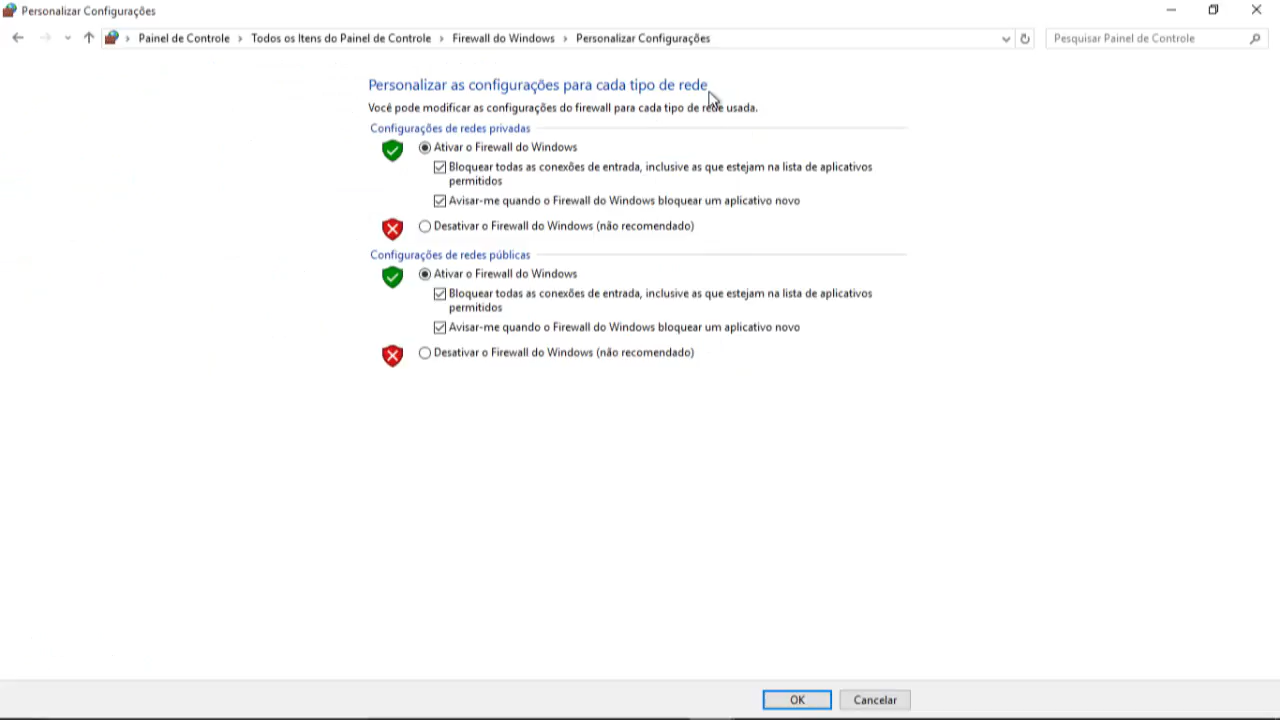 Personalizar Configurações
Painel de Controle › Todos os Itens do Painel de Controle › Firewall do Windows › Personalizar Configurações
Pesquisar Painel de Controle
Personalizar as configurações para cada tipo de rede
Você pode modificar as configurações do firewall para cada tipo de rede usada.
Configurações de redes privadas
Ativar o Firewall do Windows
Bloquear todas as conexões de entrada, inclusive as que estejam na lista de aplicativos
permitidos
Avisar-me quando o Firewall do Windows bloquear um aplicativo novo
Desativar o Firewall do Windows (não recomendado)
Configurações de redes públicas
Ativar o Firewall do Windows
Bloquear todas as conexões de entrada, inclusive as que estejam na lista de aplicativos
permitidos
Avisar-me quando o Firewall do Windows bloquear um aplicativo novo
Desativar o Firewall do Windows (não recomendado)
OK
Cancelar